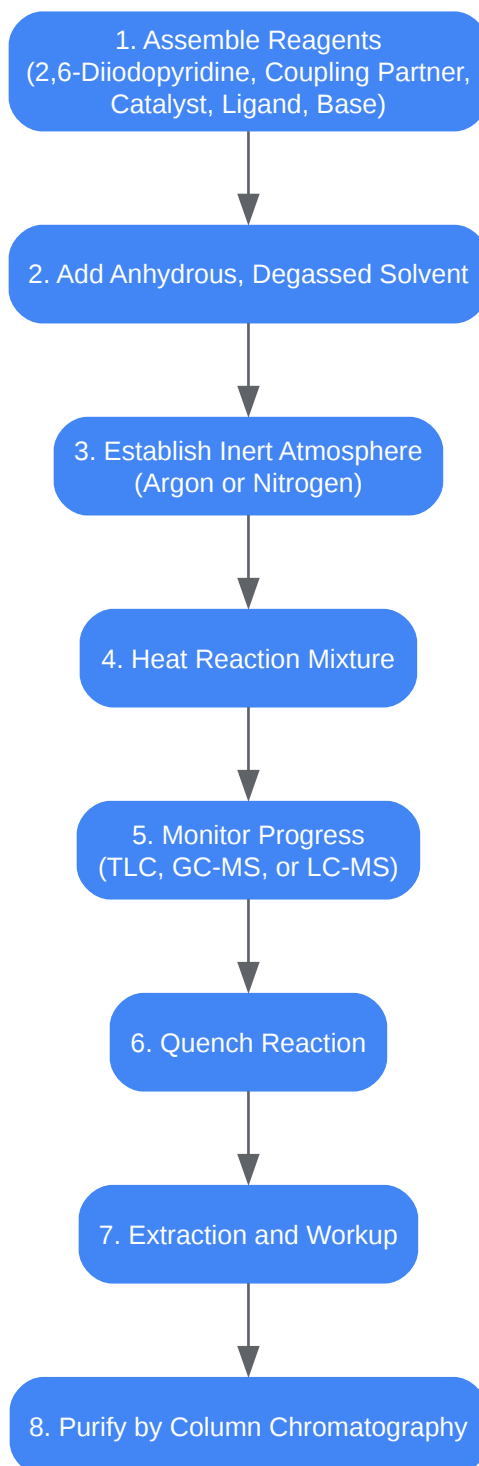 1. Assemble Reagents
(2,6-Diiodopyridine, Coupling Partner,
Catalyst, Ligand, Base)
2. Add Anhydrous, Degassed Solvent
3. Establish Inert Atmosphere
(Argon or Nitrogen)
4. Heat Reaction Mixture
5. Monitor Progress
(TLC, GC-MS, or LC-MS)
6. Quench Reaction
7. Extraction and Workup
8. Purify by Column Chromatography